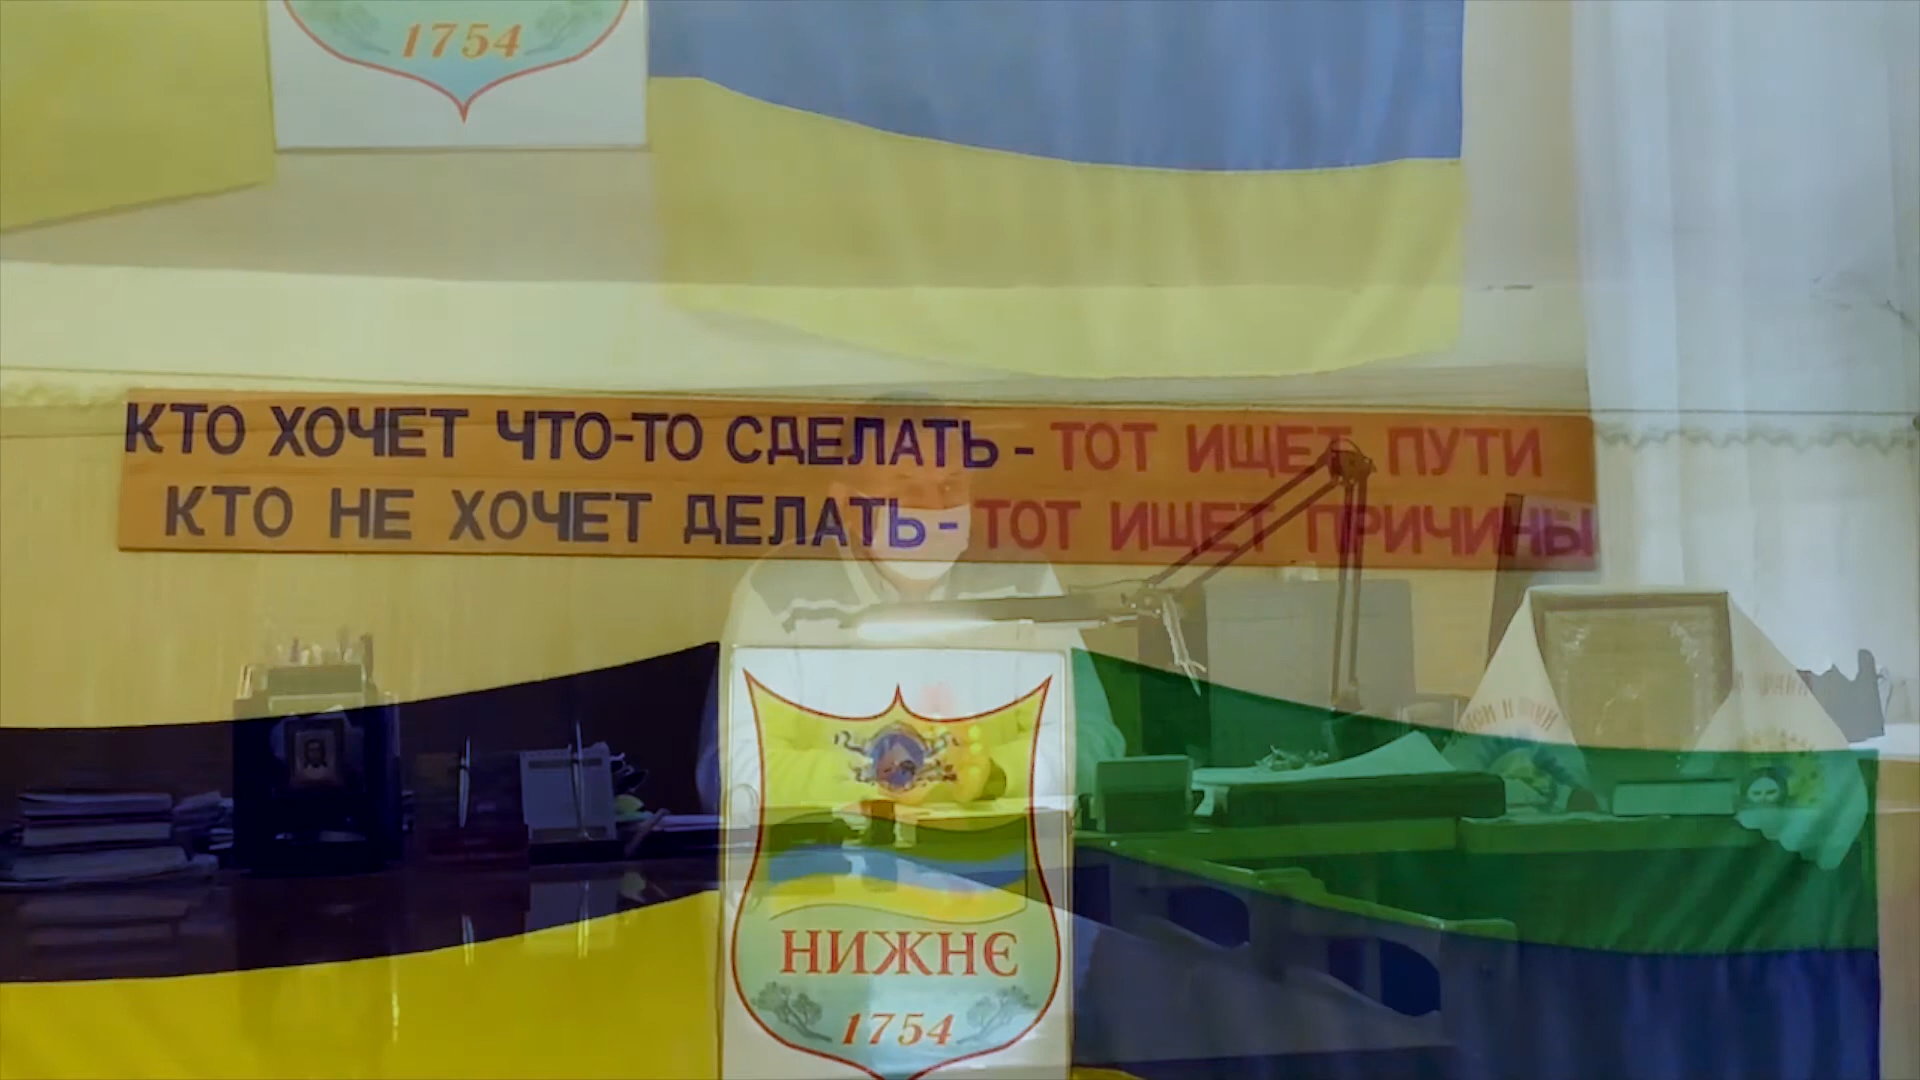 1754
КТО ХОЧЕТ ЧТО-ТО СДЕЛАТЬ - ТОТ ИЩЕТ ПУТИ
КТО НЕ ХОЧЕТ ДЕЛАТЬ - ТОТ ИЩЕТ ПРИЧИНЫ
НИЖНЄ
1754